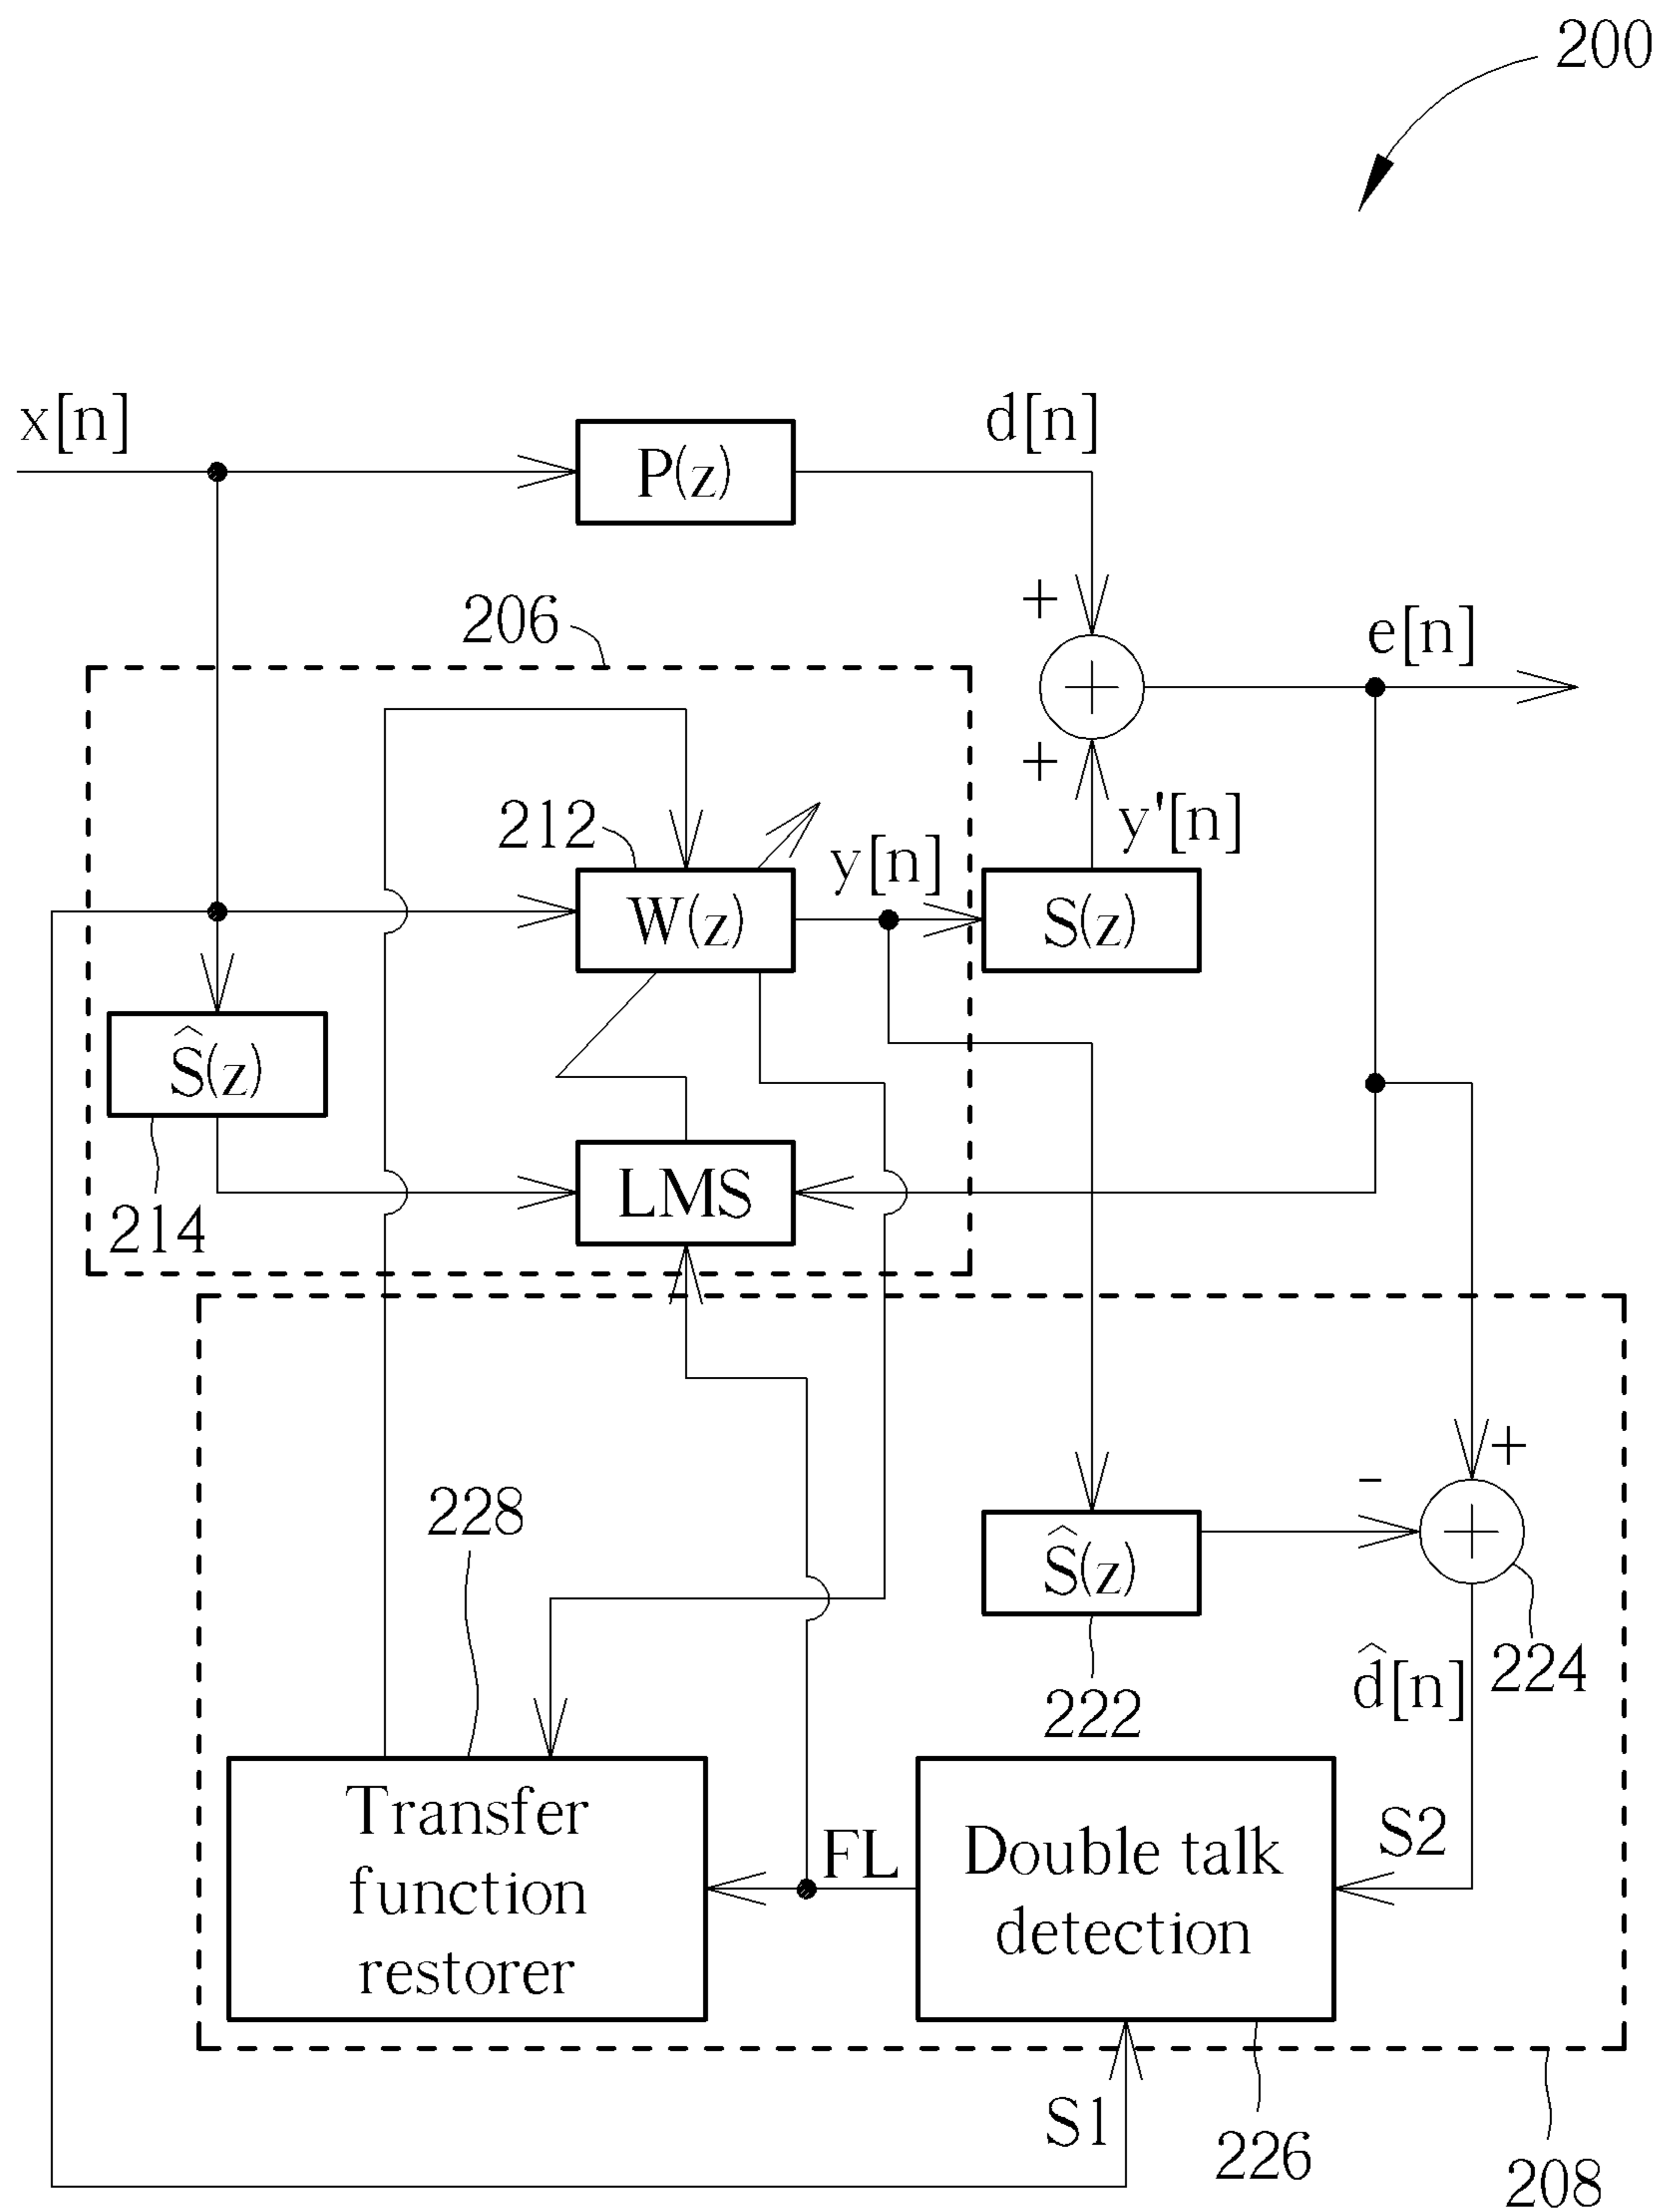 200
x[n]
P(z)
d[n]
+
206
e[n]
+
+
y'[n]
212
y[n]
W(z)
S(z)
Ŝ(z)
LMS
214
+
-
228
+
Ŝ(z)
224
d̂[n]
222
Transfer
function
restorer
FL
Double talk
detection
S2
S1
226
208